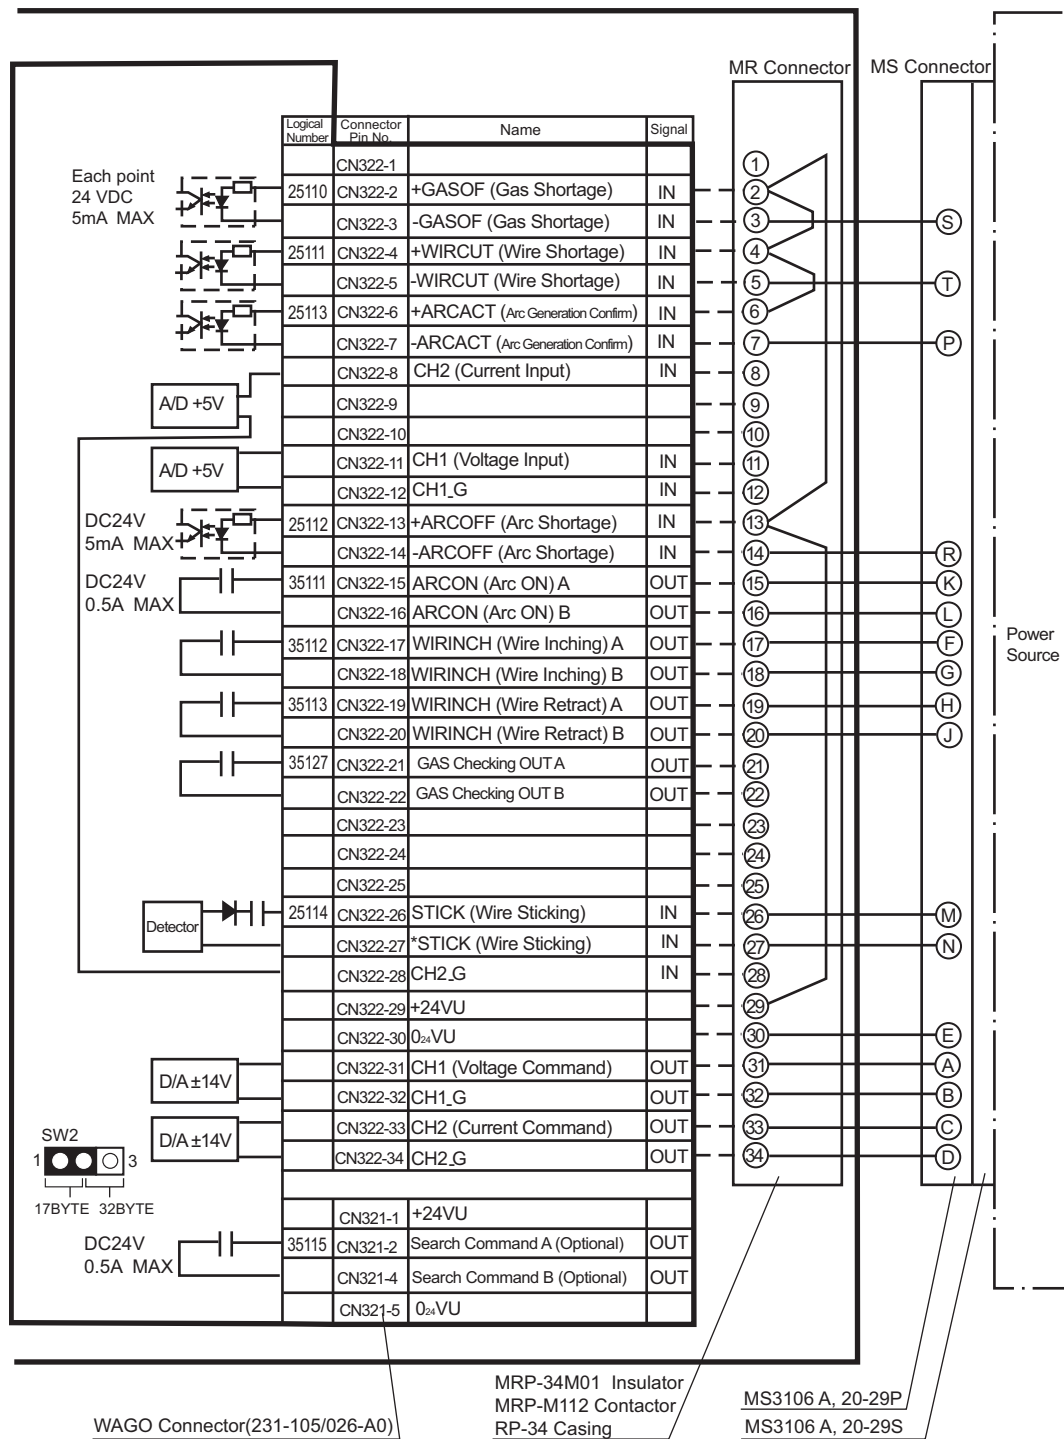 MR Connector
MS Connector
Logical Number Connector Pin No. Name Signal
CN322-1 1
Each point
24 VDC
5mA MAX
25110 CN322-2 +GASOF (Gas Shortage) IN 2
CN322-3 -GASOF (Gas Shortage) IN 3 S
25111 CN322-4 +WIRCUT (Wire Shortage) IN 4
CN322-5 -WIRCUT (Wire Shortage) IN 5 T
25113 CN322-6 +ARCACT (Arc Generation Confirm) IN 6
CN322-7 -ARCACT (Arc Generation Confirm) IN 7 P
CN322-8 CH2 (Current Input) IN 8
A/D +5V
CN322-9 9
CN322-10 10
A/D +5V
CN322-11 CH1 (Voltage Input) IN 11
CN322-12 CH1_G IN 12
DC24V
5mA MAX
25112 CN322-13 +ARCOFF (Arc Shortage) IN 13
CN322-14 -ARCOFF (Arc Shortage) IN 14 R
DC24V
0.5A MAX
35111 CN322-15 ARCON (Arc ON) A OUT 15 K
CN322-16 ARCON (Arc ON) B OUT 16 L
35112 CN322-17 WIRINCH (Wire Inching) A OUT 17 F
CN322-18 WIRINCH (Wire Inching) B OUT 18 G
Power
Source
35113 CN322-19 WIRINCH (Wire Retract) A OUT 19 H
CN322-20 WIRINCH (Wire Retract) B OUT 20 J
35127 CN322-21 GAS Checking OUT A OUT 21
CN322-22 GAS Checking OUT B OUT 22
CN322-23 23
CN322-24 24
CN322-25 25
Detector
25114 CN322-26 STICK (Wire Sticking) IN 26 M
CN322-27 *STICK (Wire Sticking) IN 27 N
CN322-28 CH2_G IN 28
CN322-29 +24VU 29
CN322-30 024VU 30 E
D/A ±14V
CN322-31 CH1 (Voltage Command) OUT 31 A
CN322-32 CH1_G OUT 32 B
D/A ±14V
CN322-33 CH2 (Current Command) OUT 33 C
CN322-34 CH2_G OUT 34 D
SW2
1 3
17BYTE 32BYTE
CN321-1 +24VU
DC24V
0.5A MAX
35115 CN321-2 Search Command A (Optional) OUT
CN321-4 Search Command B (Optional) OUT
CN321-5 024VU
WAGO Connector(231-105/026-A0)
MRP-34M01 Insulator
MRP-M112 Contactor
RP-34 Casing
MS3106 A, 20-29P
MS3106 A, 20-29S